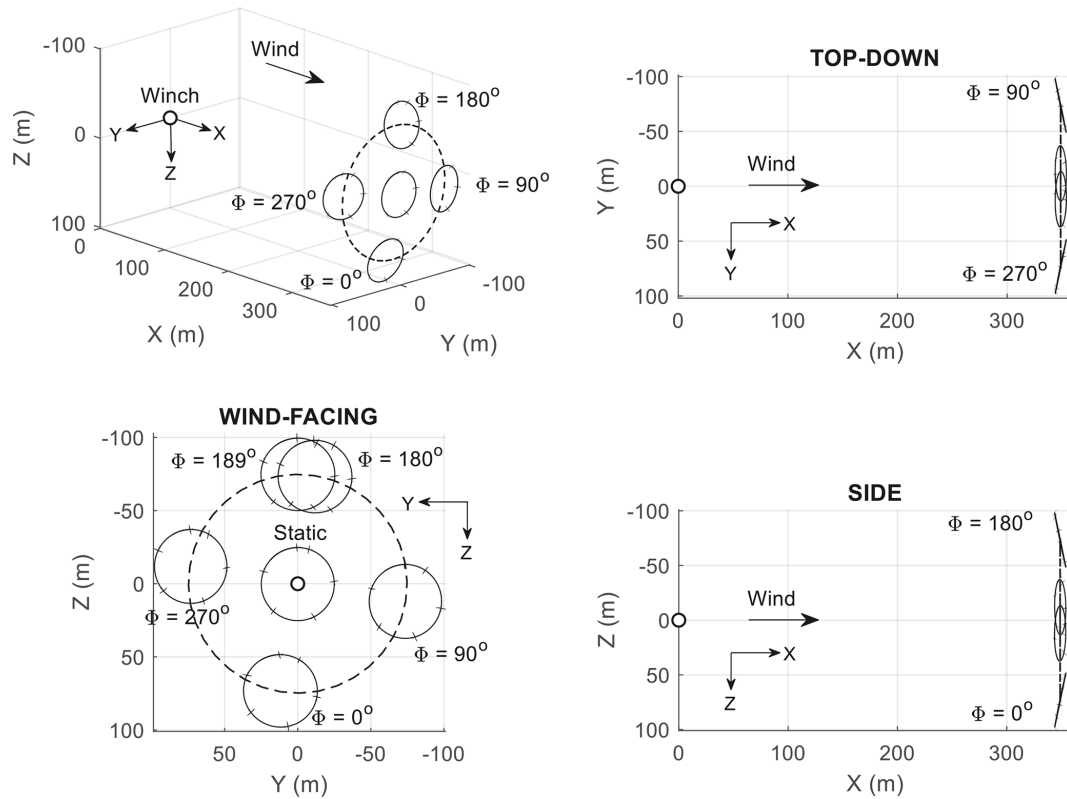 -100
Z (m)
0
100
Wind
Winch
Y
X
Z
Φ = 180°
Φ = 90°
Φ = 270°
Φ = 0°
0
100
200
300
X (m)
100
0
-100
Y (m)
TOP-DOWN
-100
Φ = 90°
-50
Wind
Y (m)
0
X
50
Y
Φ = 270°
100
0
100
200
300
X (m)
WIND-FACING
-100
Φ = 189°
Φ = 180°
-50
Y
Static
Z
Z (m)
0
Φ = 270°
50
Φ = 90°
Φ = 0°
100
50
0
-50
-100
Y (m)
SIDE
-100
Φ = 180°
-50
Wind
Z (m)
0
X
50
Z
Φ = 0°
100
0
100
200
300
X (m)